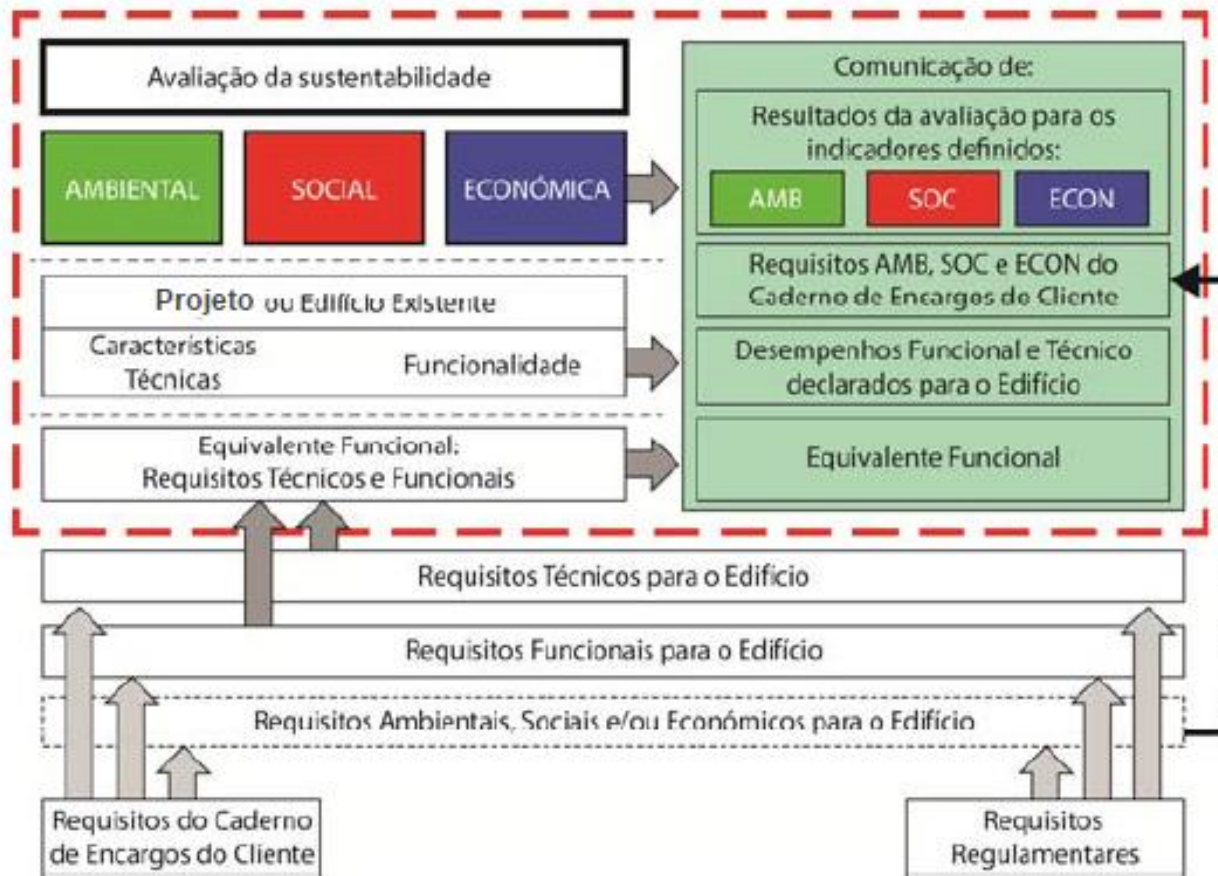 Avaliação da sustentabilidade
AMBIENTAL
SOCIAL
ECONÓMICA
Projeto ou Edifício Existente
Características
Técnicas
Funcionalidade
Equivalente Funcional:
Requisitos Técnicos e Funcionais
Comunicação de:
Resultados da avaliação para os
indicadores definidos:
AMB
SOC
ECON
Requisitos AMB, SOC e ECON do
Caderno de Encargos do Cliente
Desempenhos Funcional e Técnico
declarados para o Edifício
Equivalente Funcional
Requisitos Técnicos para o Edifício
Requisitos Funcionais para o Edifício
Requisitos Ambientais, Sociais e/ou Económicos para o Edifício
Requisitos do Caderno
de Encargos do Cliente
Requisitos
Regulamentares